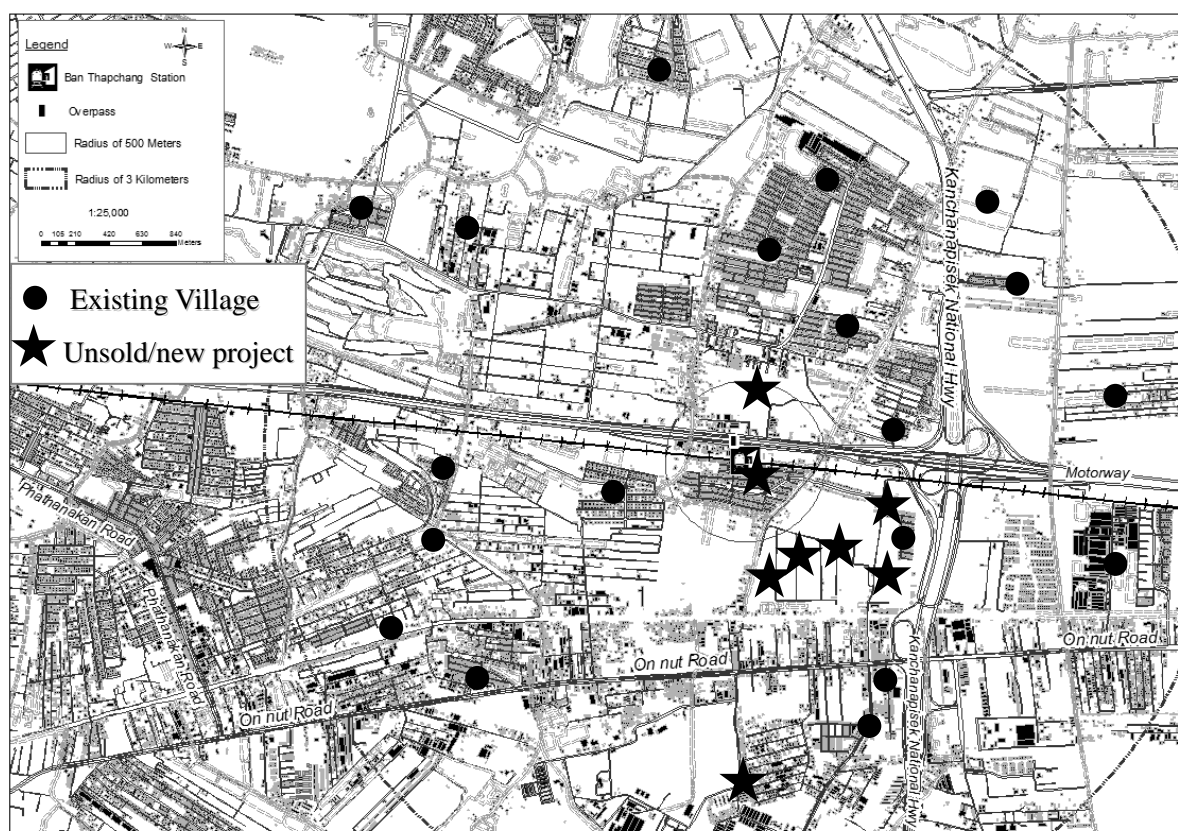 Legend
N
W E
S
Ban Thapchang Station
Overpass
Radius of 500 Meters
Radius of 3 Kilometers
1:25,000
0 105 210 420 630 840
Meters
Existing Village
Unsold/new project
Kanchanapisek National Hwy
Motorway
Phathanakan Road
Phathanakan Road
On nut Road
On nut Road
On nut Road
Kanchanapisek National Hwy